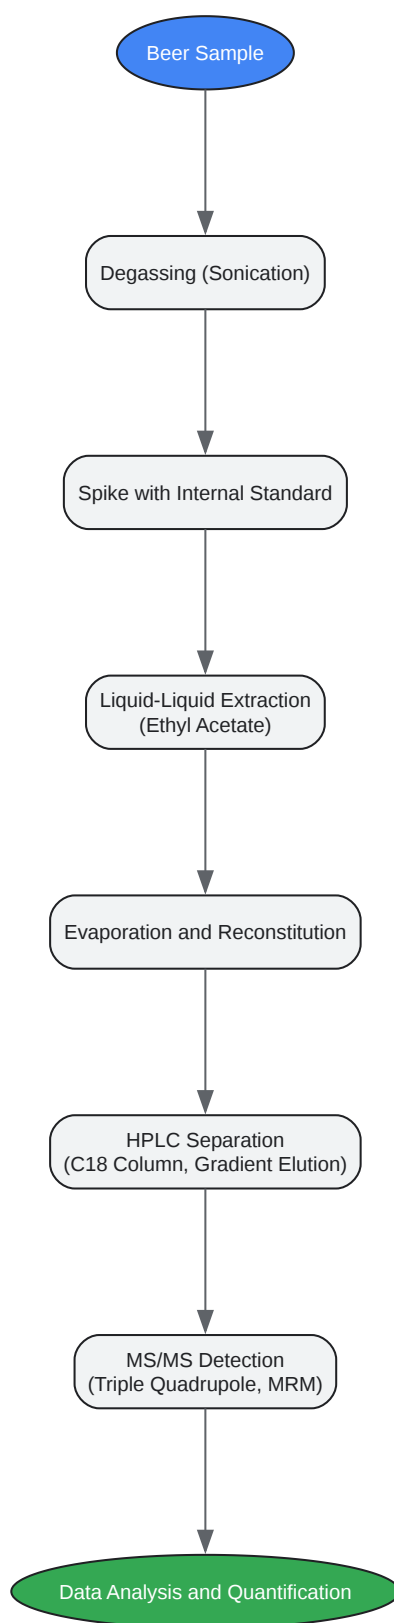 Beer Sample
Degassing (Sonication)
Spike with Internal Standard
Liquid-Liquid Extraction
(Ethyl Acetate)
Evaporation and Reconstitution
HPLC Separation
(C18 Column, Gradient Elution)
MS/MS Detection
(Triple Quadrupole, MRM)
Data Analysis and Quantification